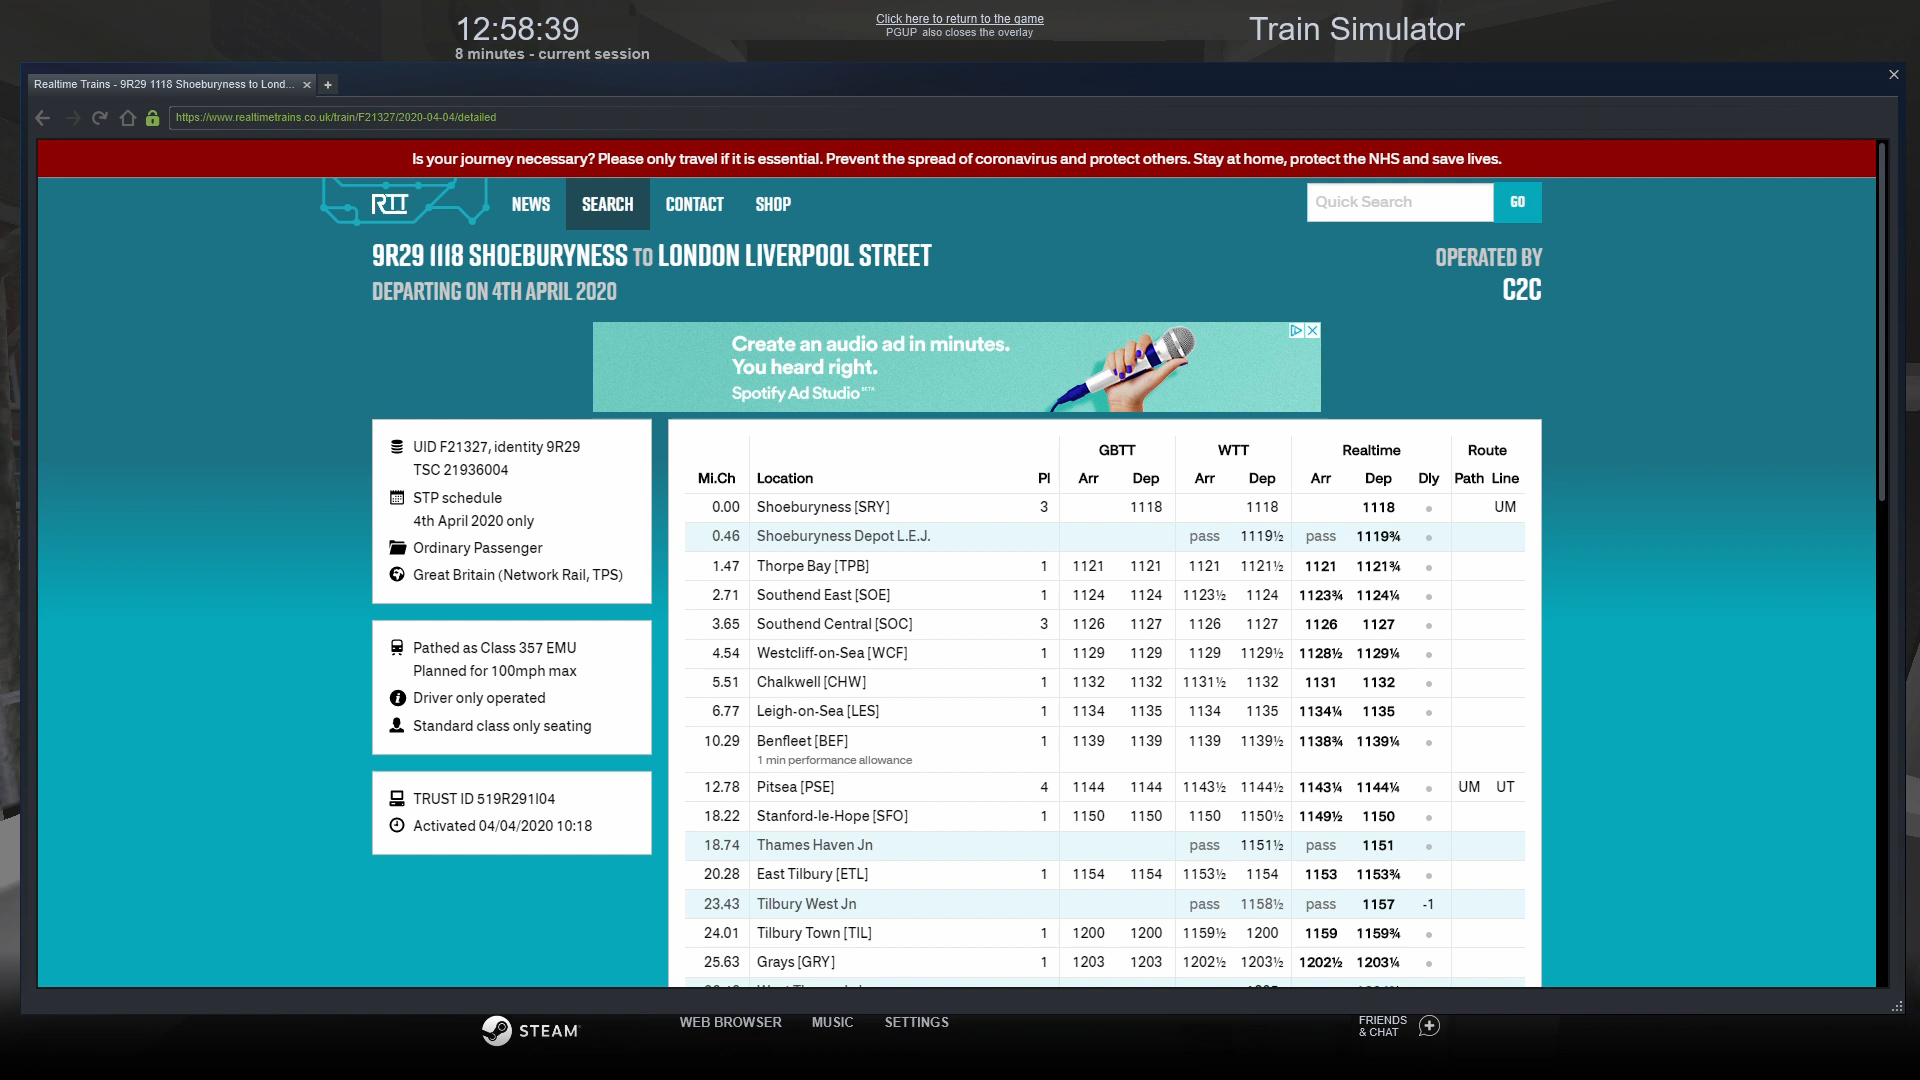 12:58:39
8 minutes - current session
Click here to return to the game
PGUP also closes the overlay
Train Simulator
Realtime Trains - 9R29 1118 Shoeburyness to Lond...
https://www.realtimetrains.co.uk/train/F21327/2020-04-04/detailed
Is your journey necessary? Please only travel if it is essential. Prevent the spread of coronavirus and protect others. Stay at home, protect the NHS and save lives.
RTT NEWS SEARCH CONTACT SHOP Quick Search GO
9R29 1118 SHOEBURYNESS TO LONDON LIVERPOOL STREET
DEPARTING ON 4TH APRIL 2020
OPERATED BY
C2C
Create an audio ad in minutes.
You heard right.
Spotify Ad Studio BETA
UID F21327, identity 9R29
TSC 21936004
STP schedule
4th April 2020 only
Ordinary Passenger
Great Britain (Network Rail, TPS)
Pathed as Class 357 EMU
Planned for 100mph max
Driver only operated
Standard class only seating
TRUST ID 519R291I04
Activated 04/04/2020 10:18
GBTT WTT Realtime Route
Mi.Ch Location Pl Arr Dep Arr Dep Arr Dep Dly Path Line
0.00 Shoeburyness [SRY] 3 1118 1118 1118 UM
0.46 Shoeburyness Depot L.E.J. pass 1119½ pass 1119¾
1.47 Thorpe Bay [TPB] 1 1121 1121 1121 1121½ 1121 1121¾
2.71 Southend East [SOE] 1 1124 1124 1123½ 1124 1123¾ 1124¼
3.65 Southend Central [SOC] 3 1126 1127 1126 1127 1126 1127
4.54 Westcliff-on-Sea [WCF] 1 1129 1129 1129 1129½ 1128½ 1129¼
5.51 Chalkwell [CHW] 1 1132 1132 1131½ 1132 1131 1132
6.77 Leigh-on-Sea [LES] 1 1134 1135 1134 1135 1134¼ 1135
10.29 Benfleet [BEF] 1 1139 1139 1139 1139½ 1138¾ 1139¼
1 min performance allowance
12.78 Pitsea [PSE] 4 1144 1144 1143½ 1144½ 1143¼ 1144¼ UM UT
18.22 Stanford-le-Hope [SFO] 1 1150 1150 1150 1150½ 1149½ 1150
18.74 Thames Haven Jn pass 1151½ pass 1151
20.28 East Tilbury [ETL] 1 1154 1154 1153½ 1154 1153 1153¾
23.43 Tilbury West Jn pass 1158½ pass 1157 -1
24.01 Tilbury Town [TIL] 1 1200 1200 1159½ 1200 1159 1159¾
25.63 Grays [GRY] 1 1203 1203 1202½ 1203½ 1202½ 1203¼
STEAM WEB BROWSER MUSIC SETTINGS
FRIENDS
& CHAT